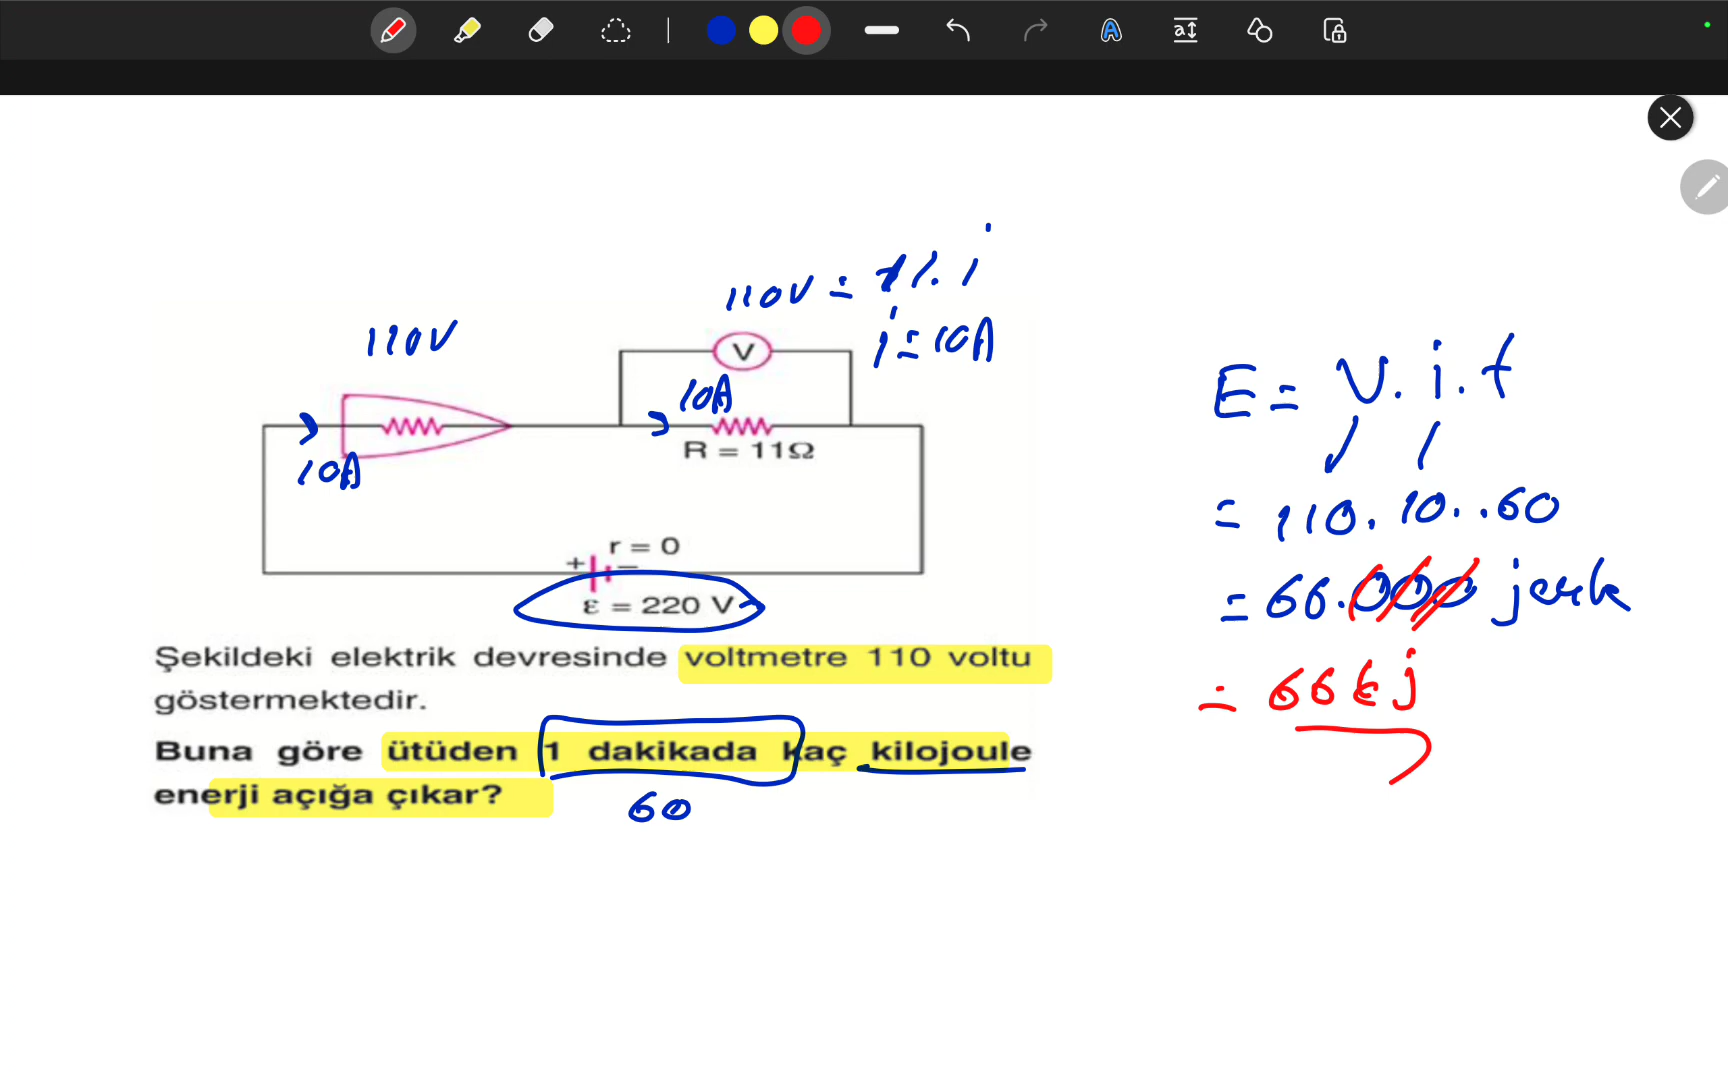 110V = 11. i
i = 10A
110V
V
10A
10A
R = 11Ω
r = 0
+ −
ε = 220 V
Şekildeki elektrik devresinde voltmetre 110 voltu
göstermektedir.
Buna göre ütüden 1 dakikada kaç kilojoule
enerji açığa çıkar?
60
E = V. i. t
= 110. 10. . 60
= 66.000
= 66 kj